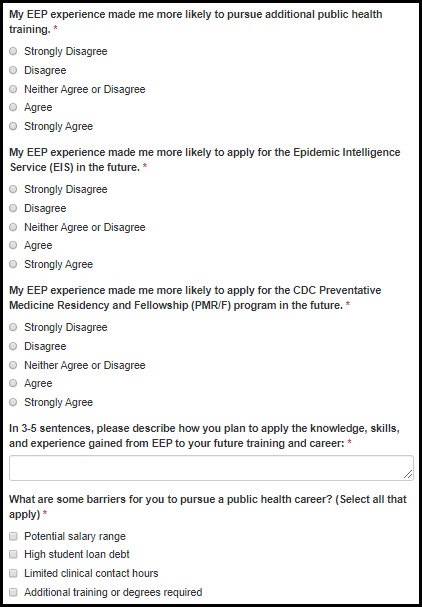 My EEP experience made me more likely to pursue additional public health
training. *
Strongly Disagree
Disagree
Neither Agree or Disagree
Agree
Strongly Agree
My EEP experience made me more likely to apply for the Epidemic Intelligence
Service (EIS) in the future. *
Strongly Disagree
Disagree
Neither Agree or Disagree
Agree
Strongly Agree
My EEP experience made me more likely to apply for the CDC Preventative
Medicine Residency and Fellowship (PMR/F) program in the future. *
Strongly Disagree
Disagree
Neither Agree or Disagree
Agree
Strongly Agree
In 3-5 sentences, please describe how you plan to apply the knowledge, skills,
and experience gained from EEP to your future training and career: *
What are some barriers for you to pursue a public health career? (Select all that
apply) *
Potential salary range
High student loan debt
Limited clinical contact hours
Additional training or degrees required